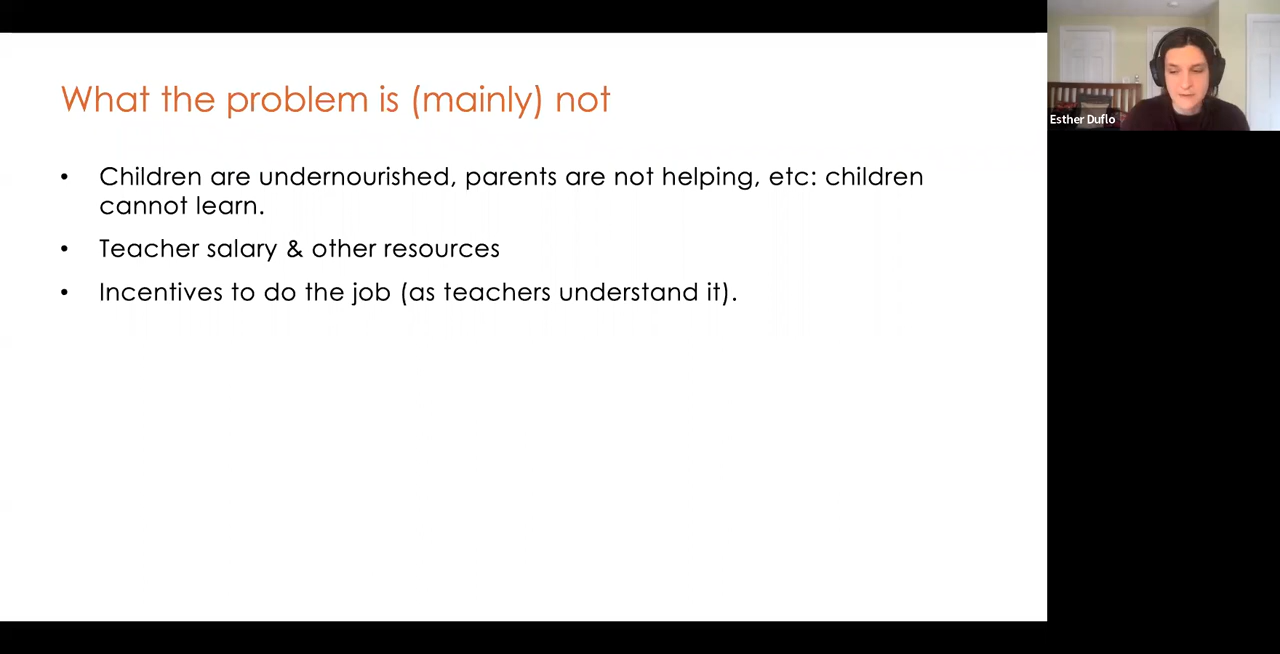 What the problem is (mainly) not
• Children are undernourished, parents are not helping, etc: children
cannot learn.
• Teacher salary & other resources
• Incentives to do the job (as teachers understand it).
Esther Duflo